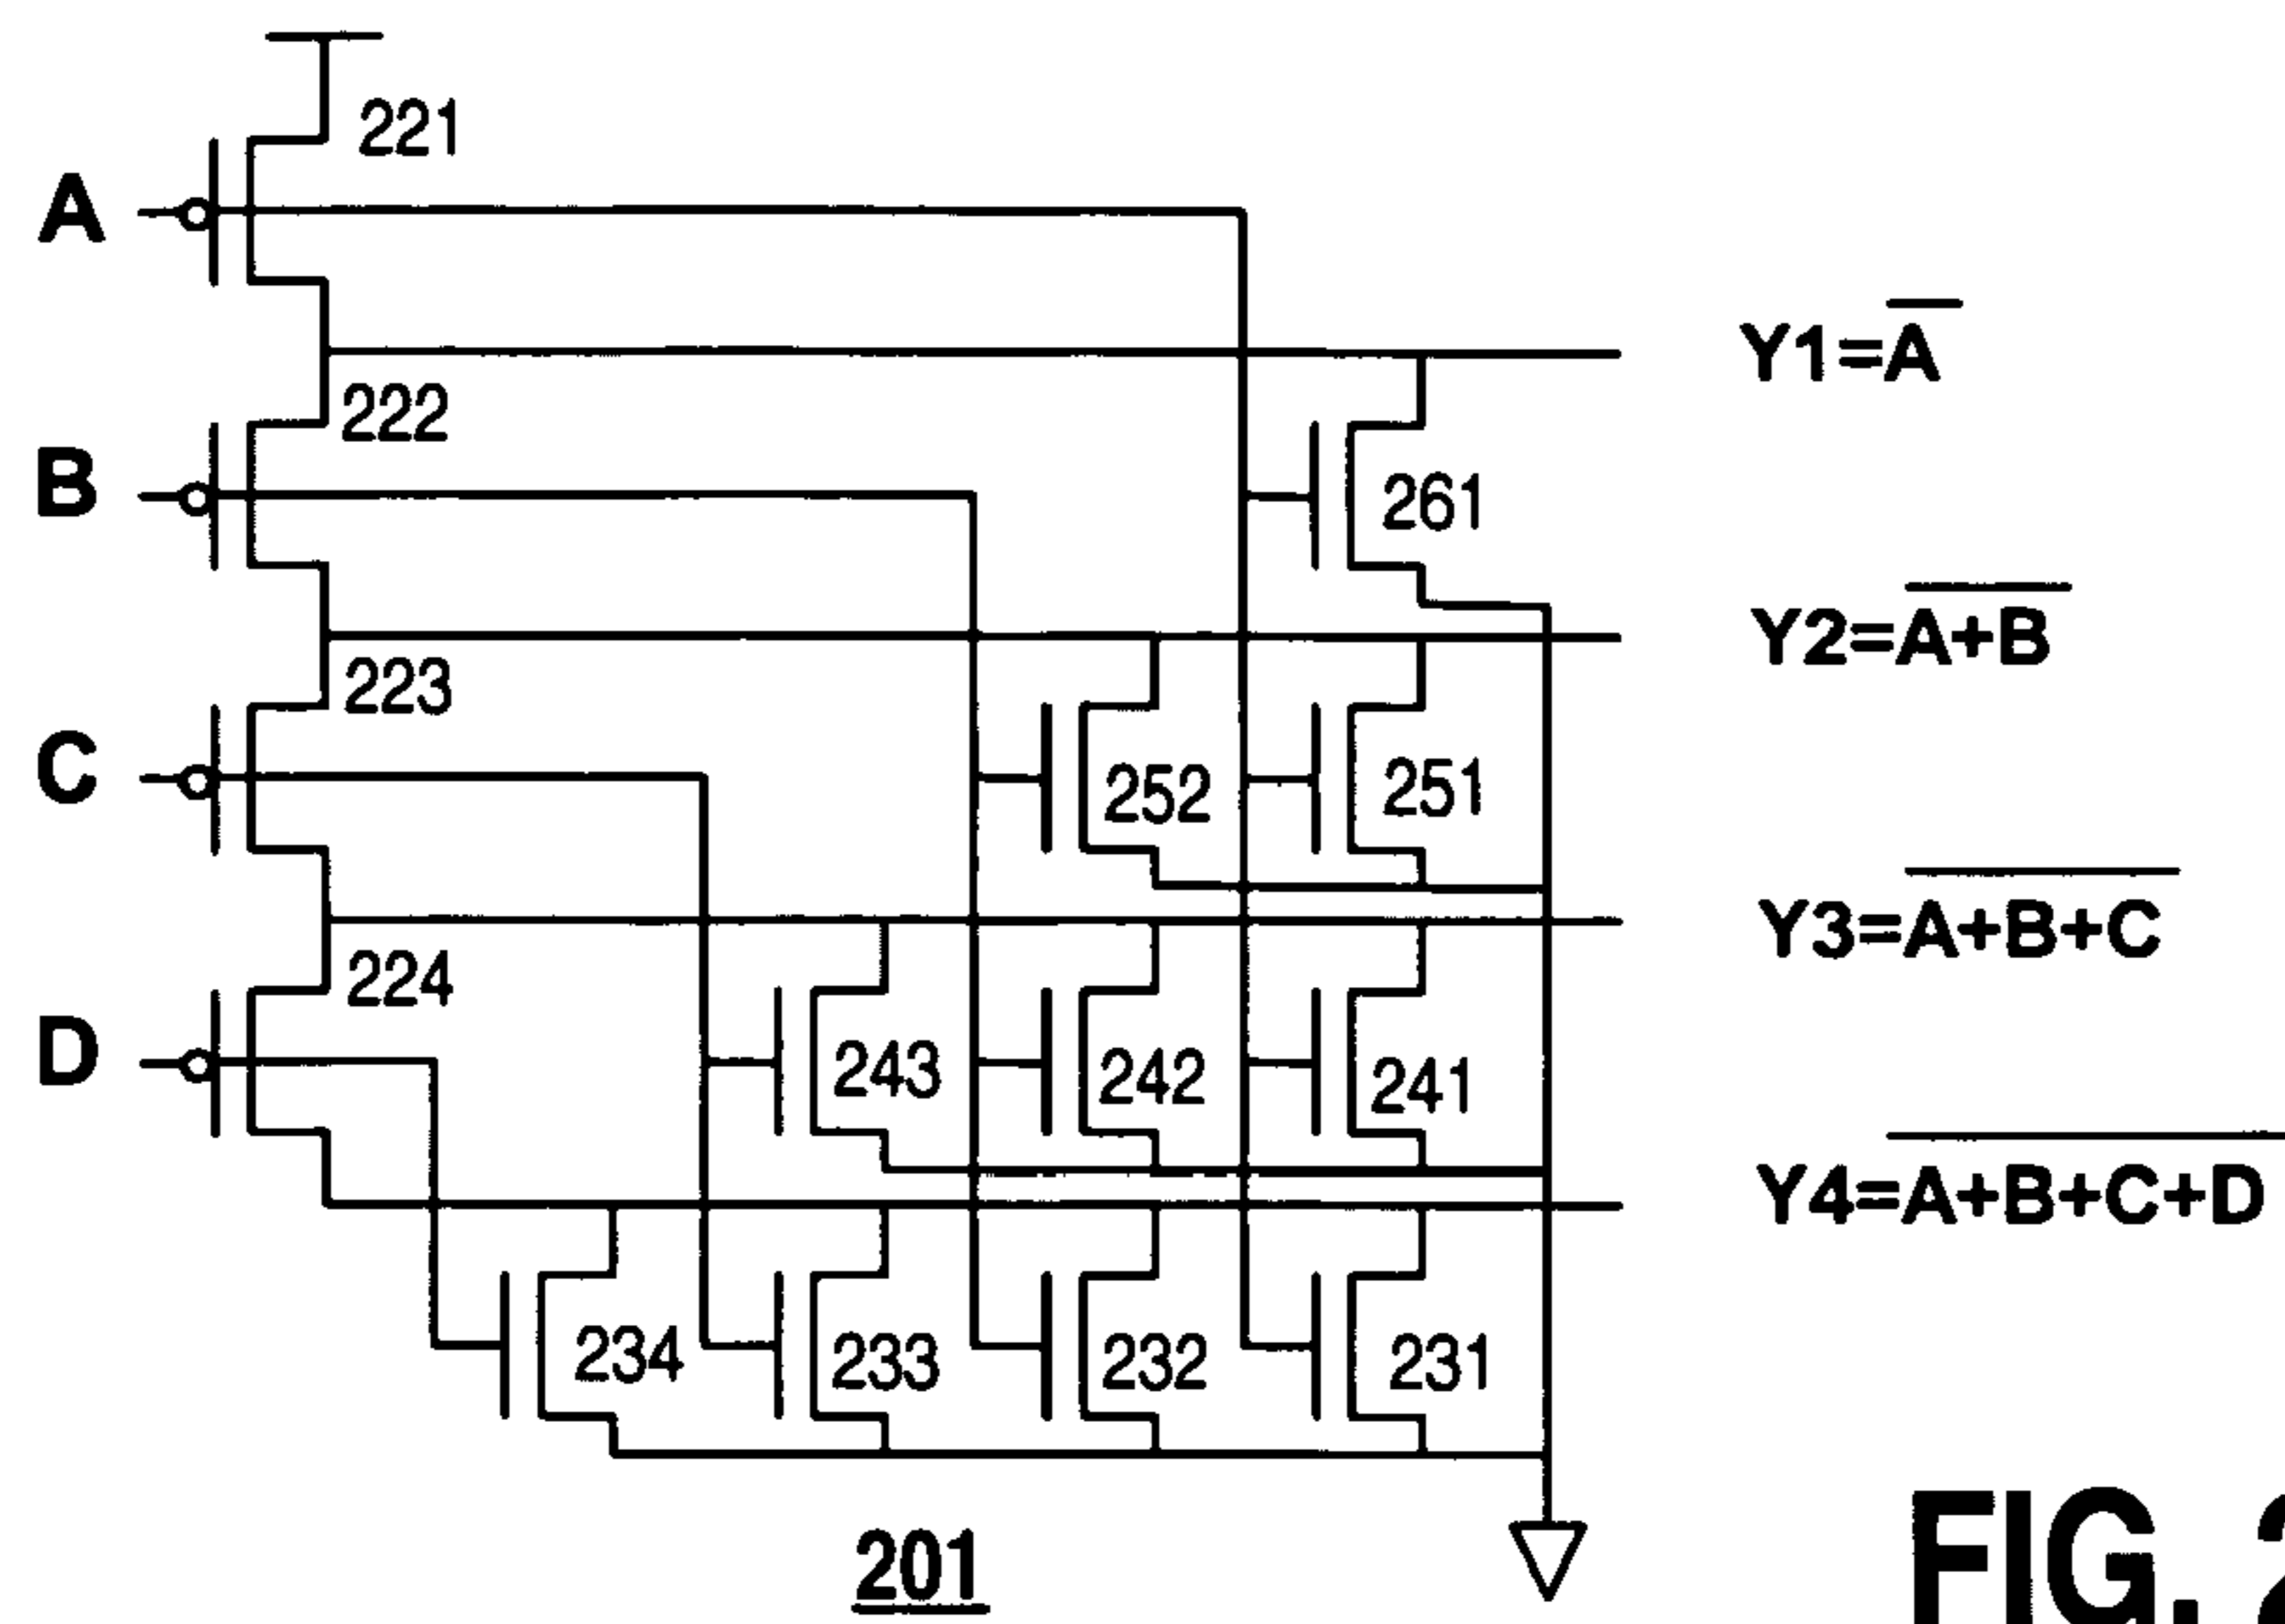 221
A
Y1=A̅
222
B
261
Y2=A̅+̅B̅
223
C
252
251
Y3=A̅+̅B̅+̅C̅
224
D
243
242
241
Y4=A̅+̅B̅+̅C̅+̅D̅
234
233
232
231
201
FIG. 2